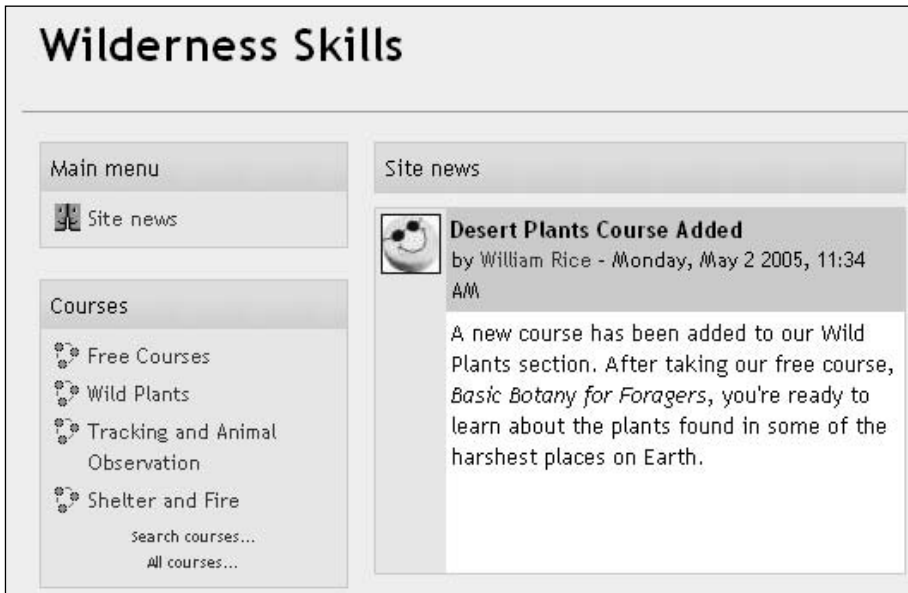 Wilderness Skills
Main menu
Site news
Courses
Free Courses
Wild Plants
Tracking and Animal
Observation
Shelter and Fire
Search courses...
All courses...
Site news
Desert Plants Course Added
by William Rice - Monday, May 2 2005, 11:34
AM
A new course has been added to our Wild
Plants section. After taking our free course,
Basic Botany for Foragers, you're ready to
learn about the plants found in some of the
harshest places on Earth.